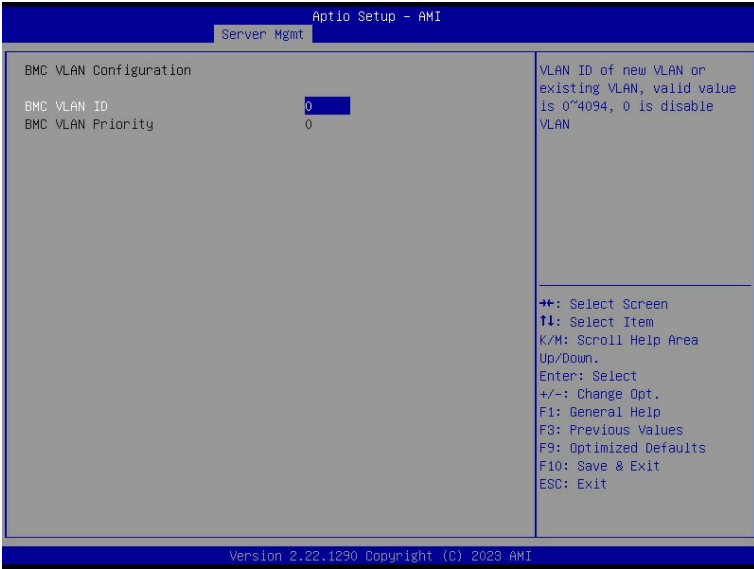 Aptio Setup – AMI
Server Mgmt
BMC VLAN Configuration
BMC VLAN ID 0
BMC VLAN Priority 0
VLAN ID of new VLAN or
existing VLAN, valid value
is 0~4094, 0 is disable
VLAN
→←: Select Screen
↑↓: Select Item
K/M: Scroll Help Area
Up/Down.
Enter: Select
+/-: Change Opt.
F1: General Help
F3: Previous Values
F9: Optimized Defaults
F10: Save & Exit
ESC: Exit
Version 2.22.1290 Copyright (C) 2023 AMI